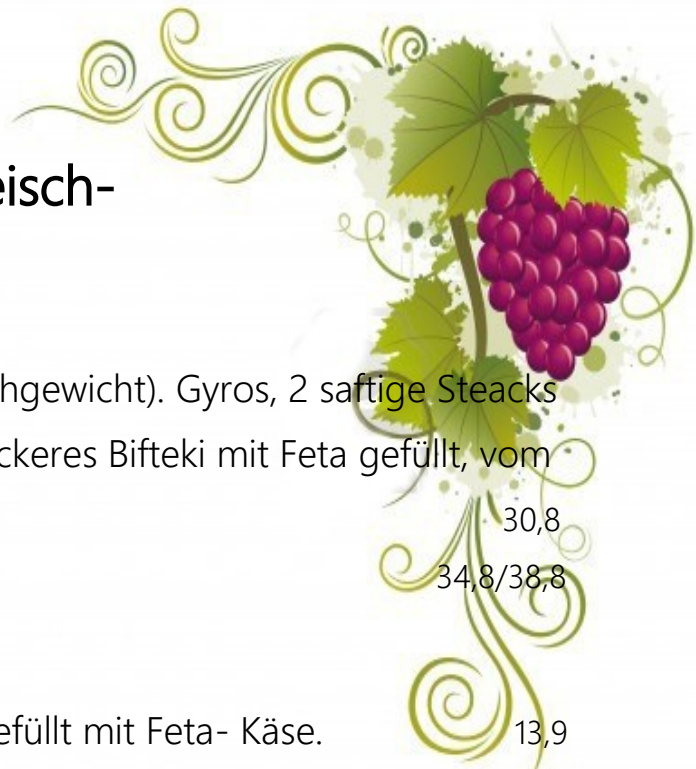 eisch-
hgewicht). Gyros, 2 saftige Steacks
ckeres Bifteki mit Feta gefüllt, vom
30,8
34,8/38,8
efüllt mit Feta- Käse. 13,9